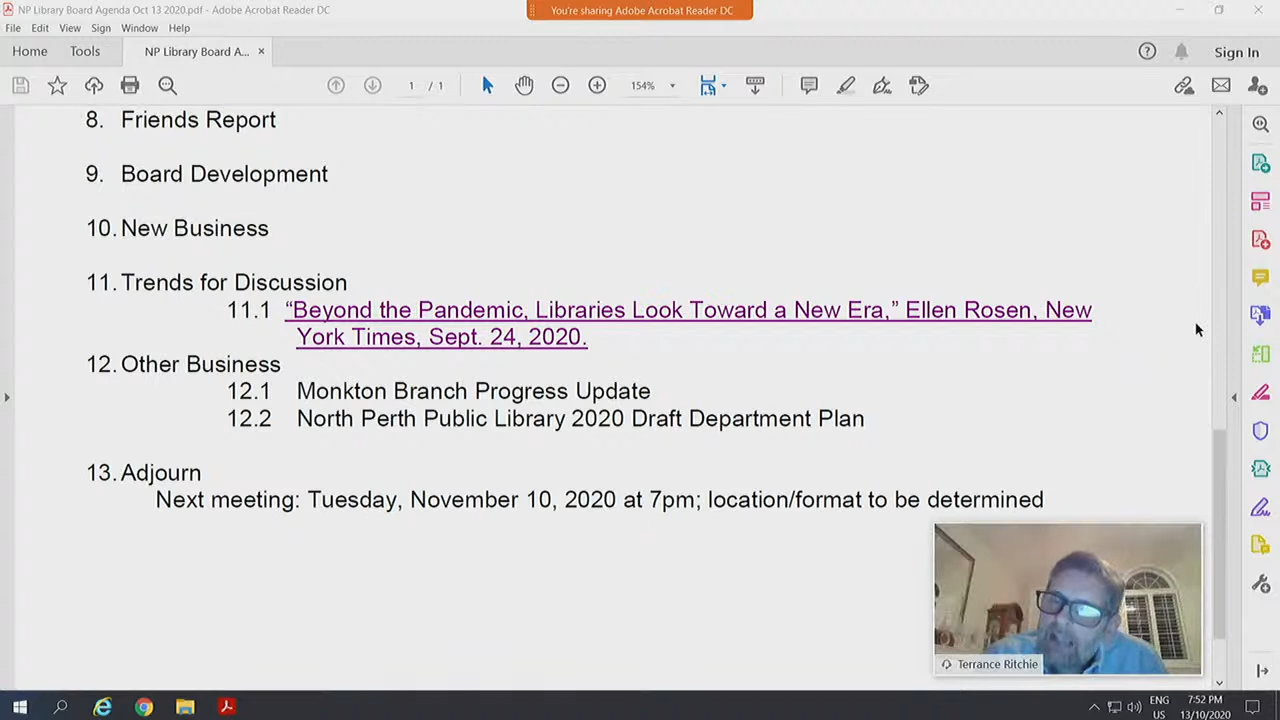 NP Library Board Agenda Oct 13 2020.pdf - Adobe Acrobat Reader DC
You're sharing Adobe Acrobat Reader DC
File Edit View Sign Window Help
Home Tools NP Library Board A... × Sign In
1 / 1 154%
8. Friends Report
9. Board Development
10. New Business
11. Trends for Discussion
11.1 “Beyond the Pandemic, Libraries Look Toward a New Era,” Ellen Rosen, New
York Times, Sept. 24, 2020.
12. Other Business
12.1 Monkton Branch Progress Update
12.2 North Perth Public Library 2020 Draft Department Plan
13. Adjourn
Next meeting: Tuesday, November 10, 2020 at 7pm; location/format to be determined
Terrance Ritchie
ENG 7:52 PM
US 13/10/2020